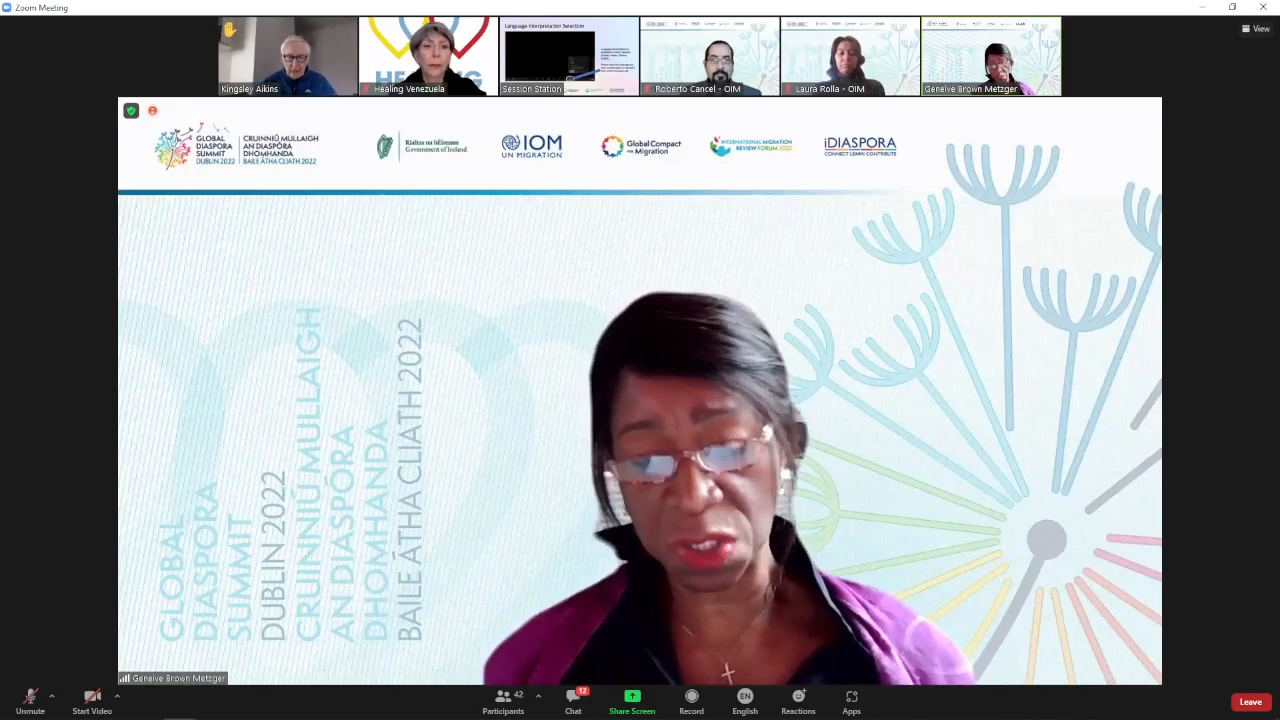 Zoom Meeting
View
Kingsley Aikins
Healing Venezuela
Language Interpretation Selection
Session Station
Roberto Cancel - OIM
Laura Rolla - OIM
Geneive Brown Metzger
GLOBAL
DIASPORA
SUMMIT
DUBLIN 2022
CRUINNIÚ MULLAIGH
AN DIASPÓRA
DHOMHANDA
BAILE ÁTHA CLIATH 2022
Rialtas na hÉireann
Government of Ireland
IOM
UN MIGRATION
Global Compact
FOR Migration
INTERNATIONAL MIGRATION
REVIEW FORUM 2022
iDIASPORA
CONNECT LEARN CONTRIBUTE
GLOBAL
DIASPORA
SUMMIT
DUBLIN 2022
CRUINNIÚ MULLAIGH
AN DIASPÓRA
DHOMHANDA
BAILE ÁTHA CLIATH 2022
Geneive Brown Metzger
Unmute
Start Video
Participants
42
Chat
12
Share Screen
Record
EN
English
Reactions
Apps
Leave